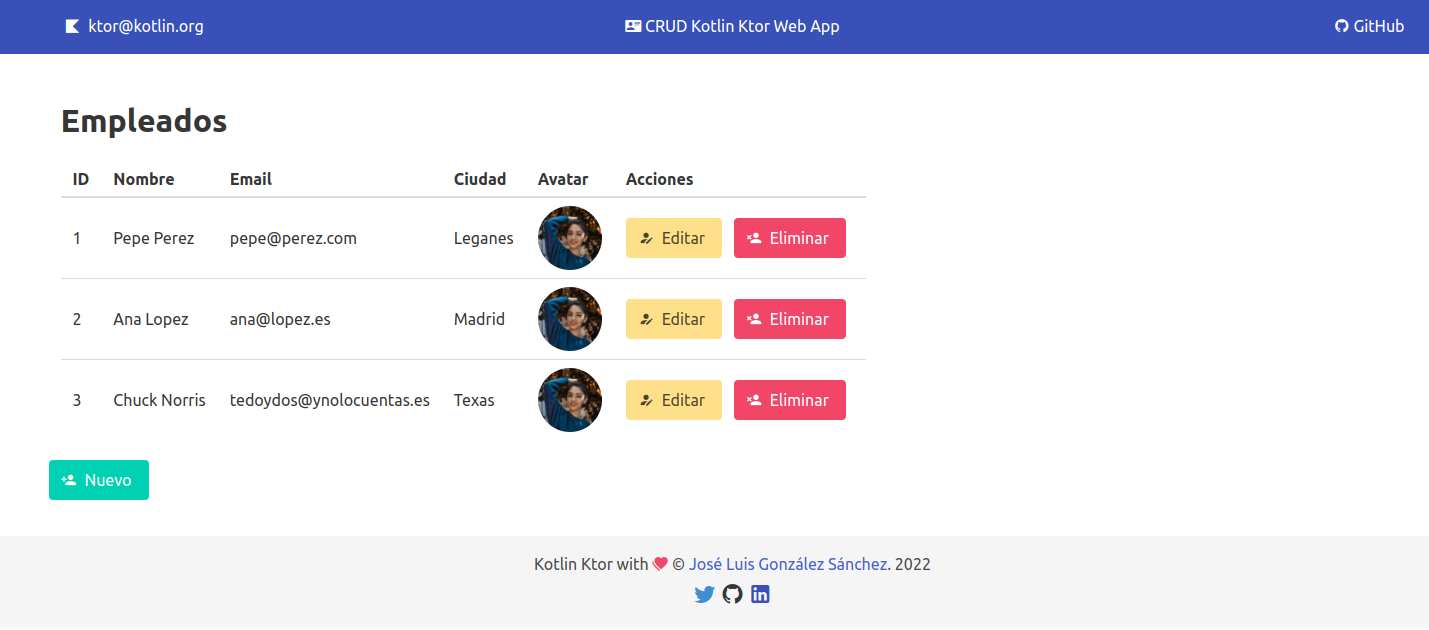 ktor@kotlin.org CRUD Kotlin Ktor Web App GitHub
Empleados
ID Nombre Email Ciudad Avatar Acciones
1 Pepe Perez pepe@perez.com Leganes Editar Eliminar
2 Ana Lopez ana@lopez.es Madrid Editar Eliminar
3 Chuck Norris tedoydos@ynolocuentas.es Texas Editar Eliminar
Nuevo
Kotlin Ktor with © José Luis González Sánchez. 2022